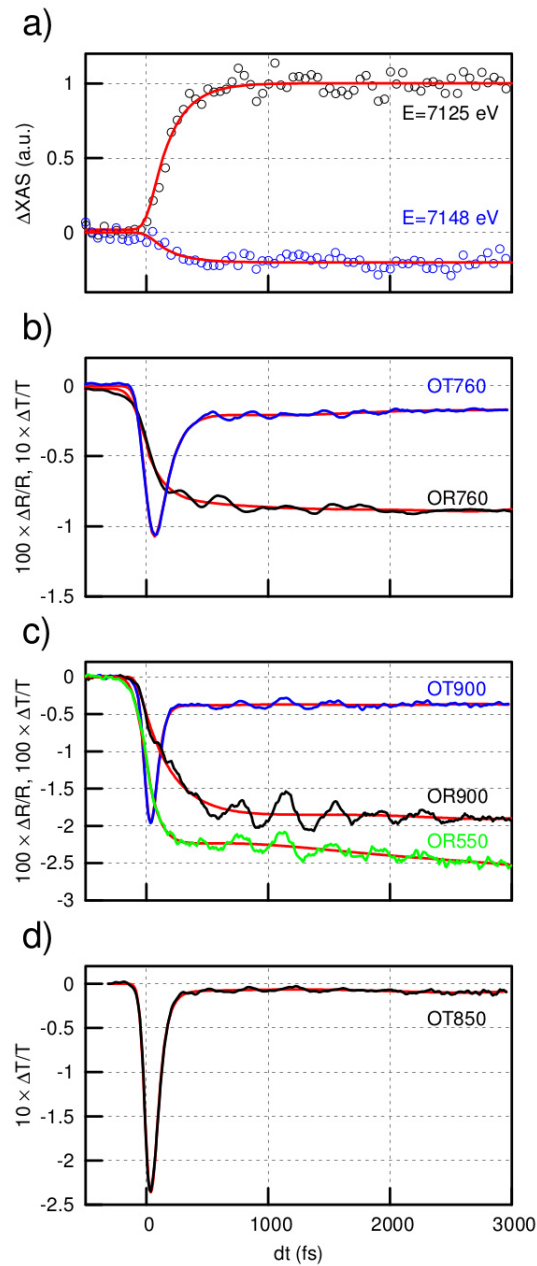 a)
ΔXAS (a.u.)
1
0.5
0
E=7125 eV
E=7148 eV
b)
100 × ΔR/R, 10 × ΔT/T
0
-0.5
-1
-1.5
OT760
OR760
c)
100 × ΔR/R, 100 × ΔT/T
0
-0.5
-1
-1.5
-2
-2.5
-3
OT900
OR900
OR550
d)
10 × ΔT/T
0
-0.5
-1
-1.5
-2
-2.5
OT850
0 1000 2000 3000
dt (fs)